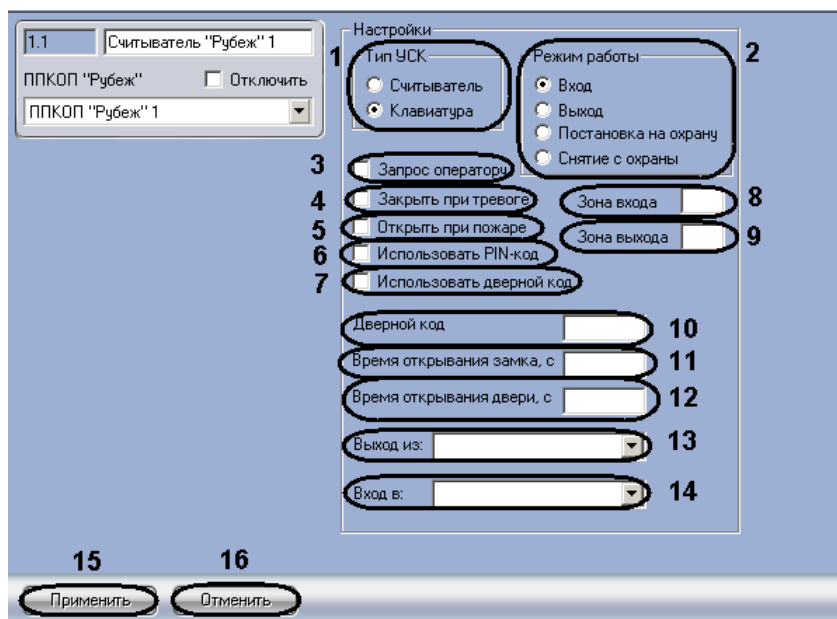 1.1 Считыватель "Рубеж" 1
ППКОП "Рубеж" Отключить
ППКОП "Рубеж" 1
Настройки
1 Тип УСК
Считыватель
Клавиатура
Режим работы 2
Вход
Выход
Постановка на охрану
Снятие с охраны
3 Запрос оператору
4 Закрыть при тревоге
5 Открыть при пожаре
6 Использовать PIN-код
7 Использовать дверной код
Зона входа 8
Зона выхода 9
Дверной код 10
Время открывания замка, с 11
Время открывания двери, с 12
Выход из: 13
Вход в: 14
15 16
Применить Отменить